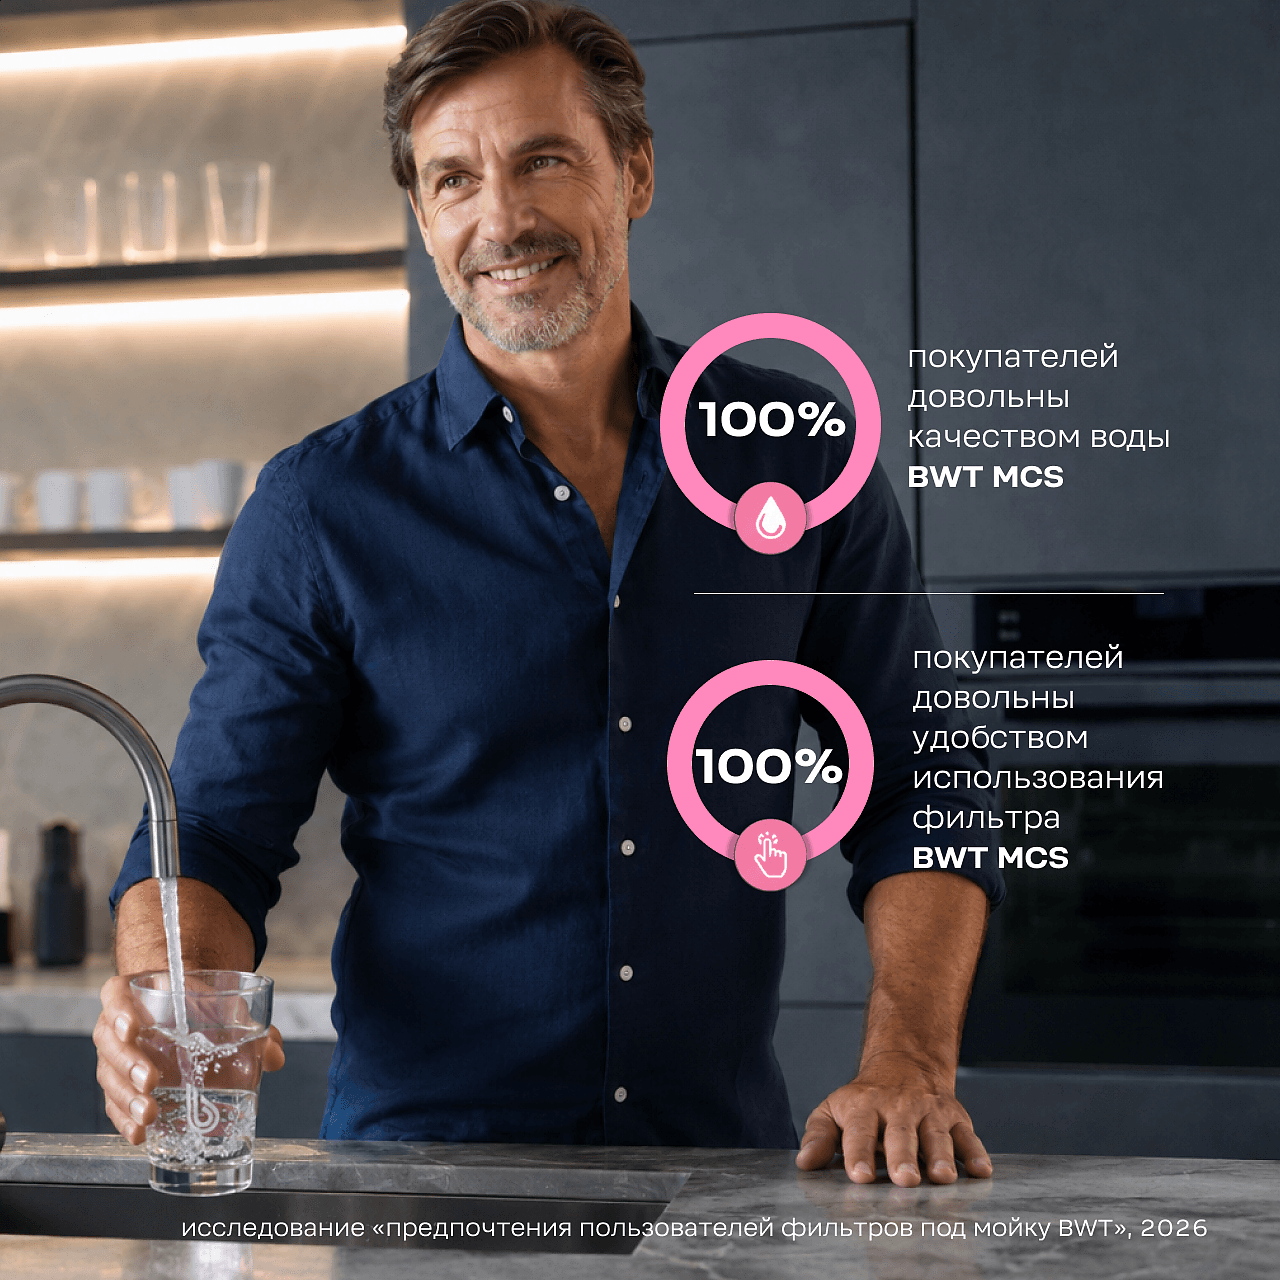 100%
покупателей
довольны
качеством воды
BWT MCS
100%
покупателей
довольны
удобством
использования
фильтра
BWT MCS
исследование «предпочтения пользователей фильтров под мойку BWT», 2026